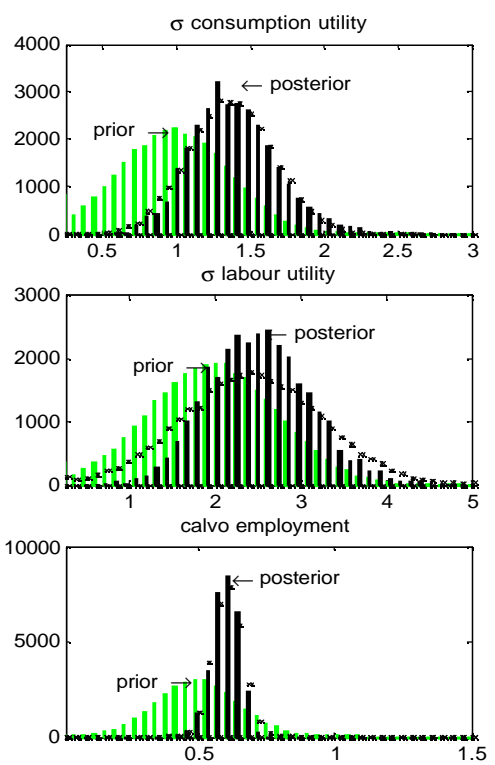 σ consumption utility
4000
3000
2000
1000
0
prior →
← posterior
0.5 1 1.5 2 2.5 3
σ labour utility
3000
2000
1000
0
prior →
← posterior
1 2 3 4 5
calvo employment
10000
5000
0
← posterior
prior →
0.5 1 1.5